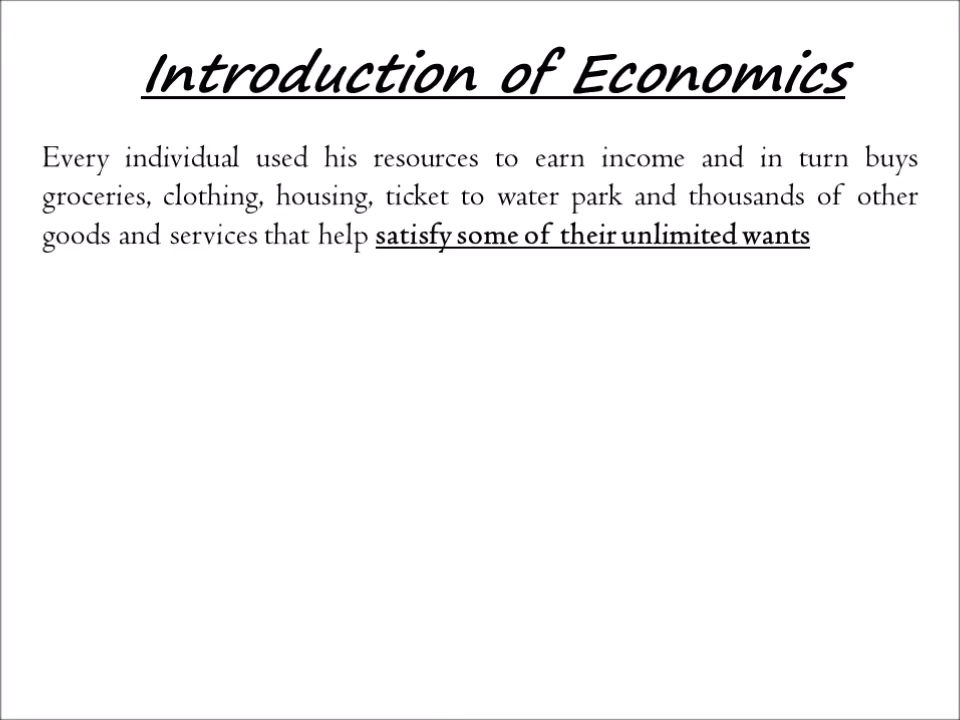 Introduction of Economics
Every individual used his resources to earn income and in turn buys
groceries, clothing, housing, ticket to water park and thousands of other
goods and services that help satisfy some of their unlimited wants